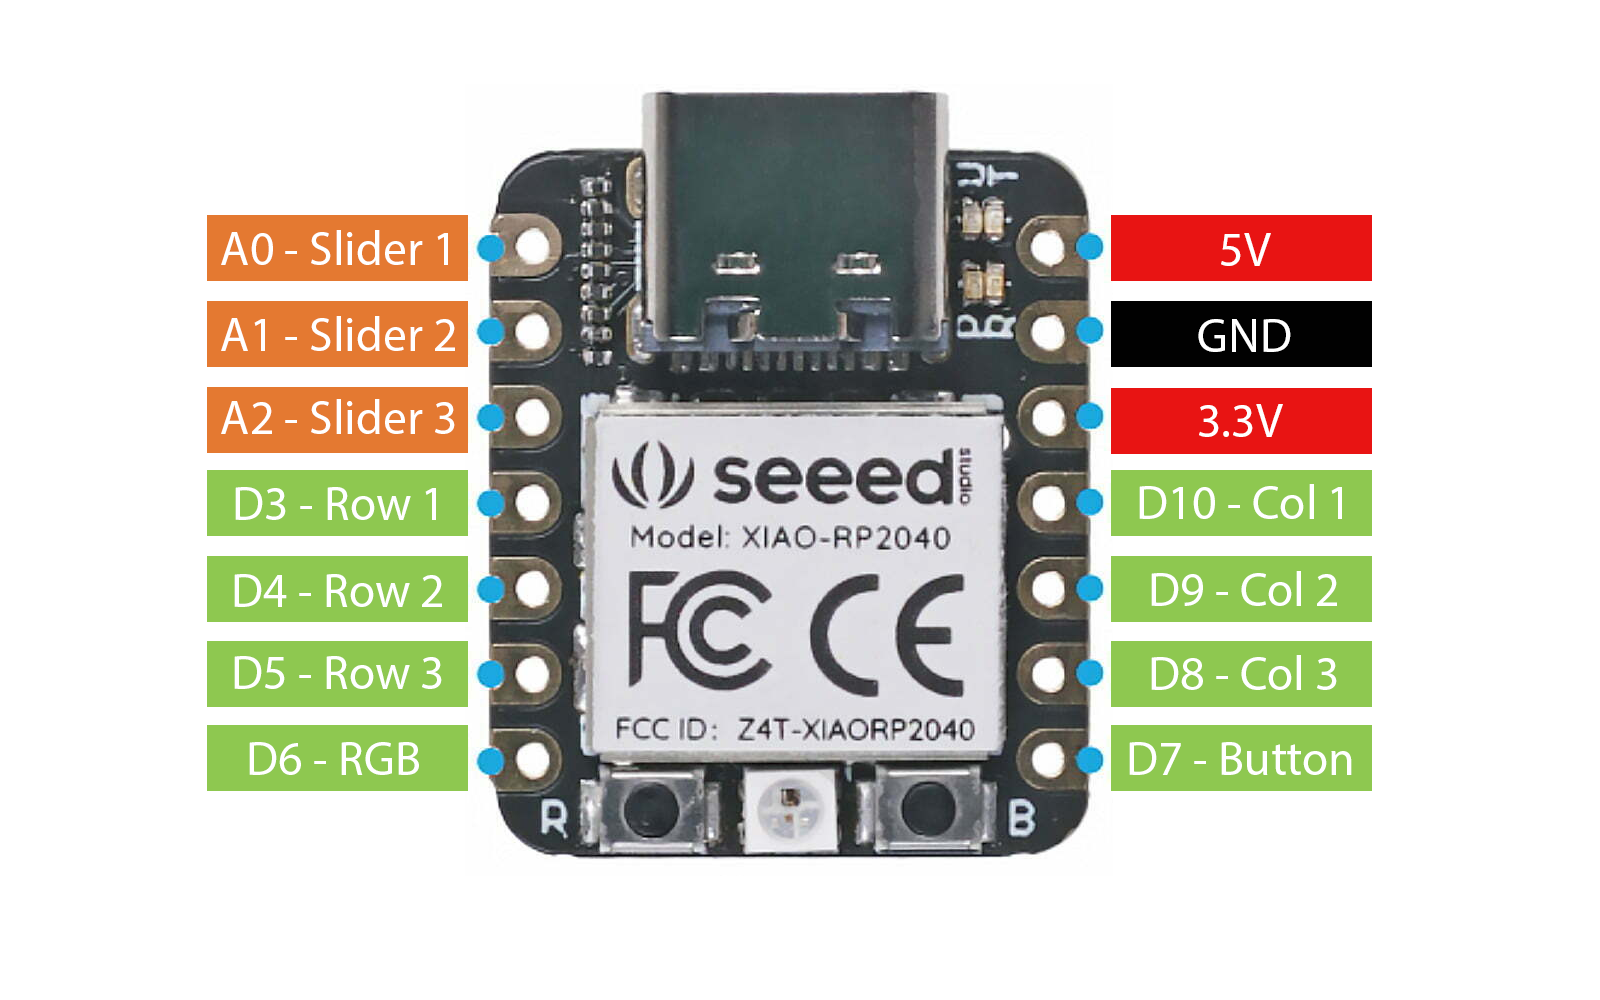 U T
A0 - Slider 1
5V
A1 - Slider 2
GND
A2 - Slider 3
3.3V
seeed studio
D3 - Row 1
D10 - Col 1
Model: XIAO-RP2040
FC CE
D4 - Row 2
D9 - Col 2
D5 - Row 3
D8 - Col 3
FCC ID: Z4T-XIAORP2040
D6 - RGB
D7 - Button
R
B